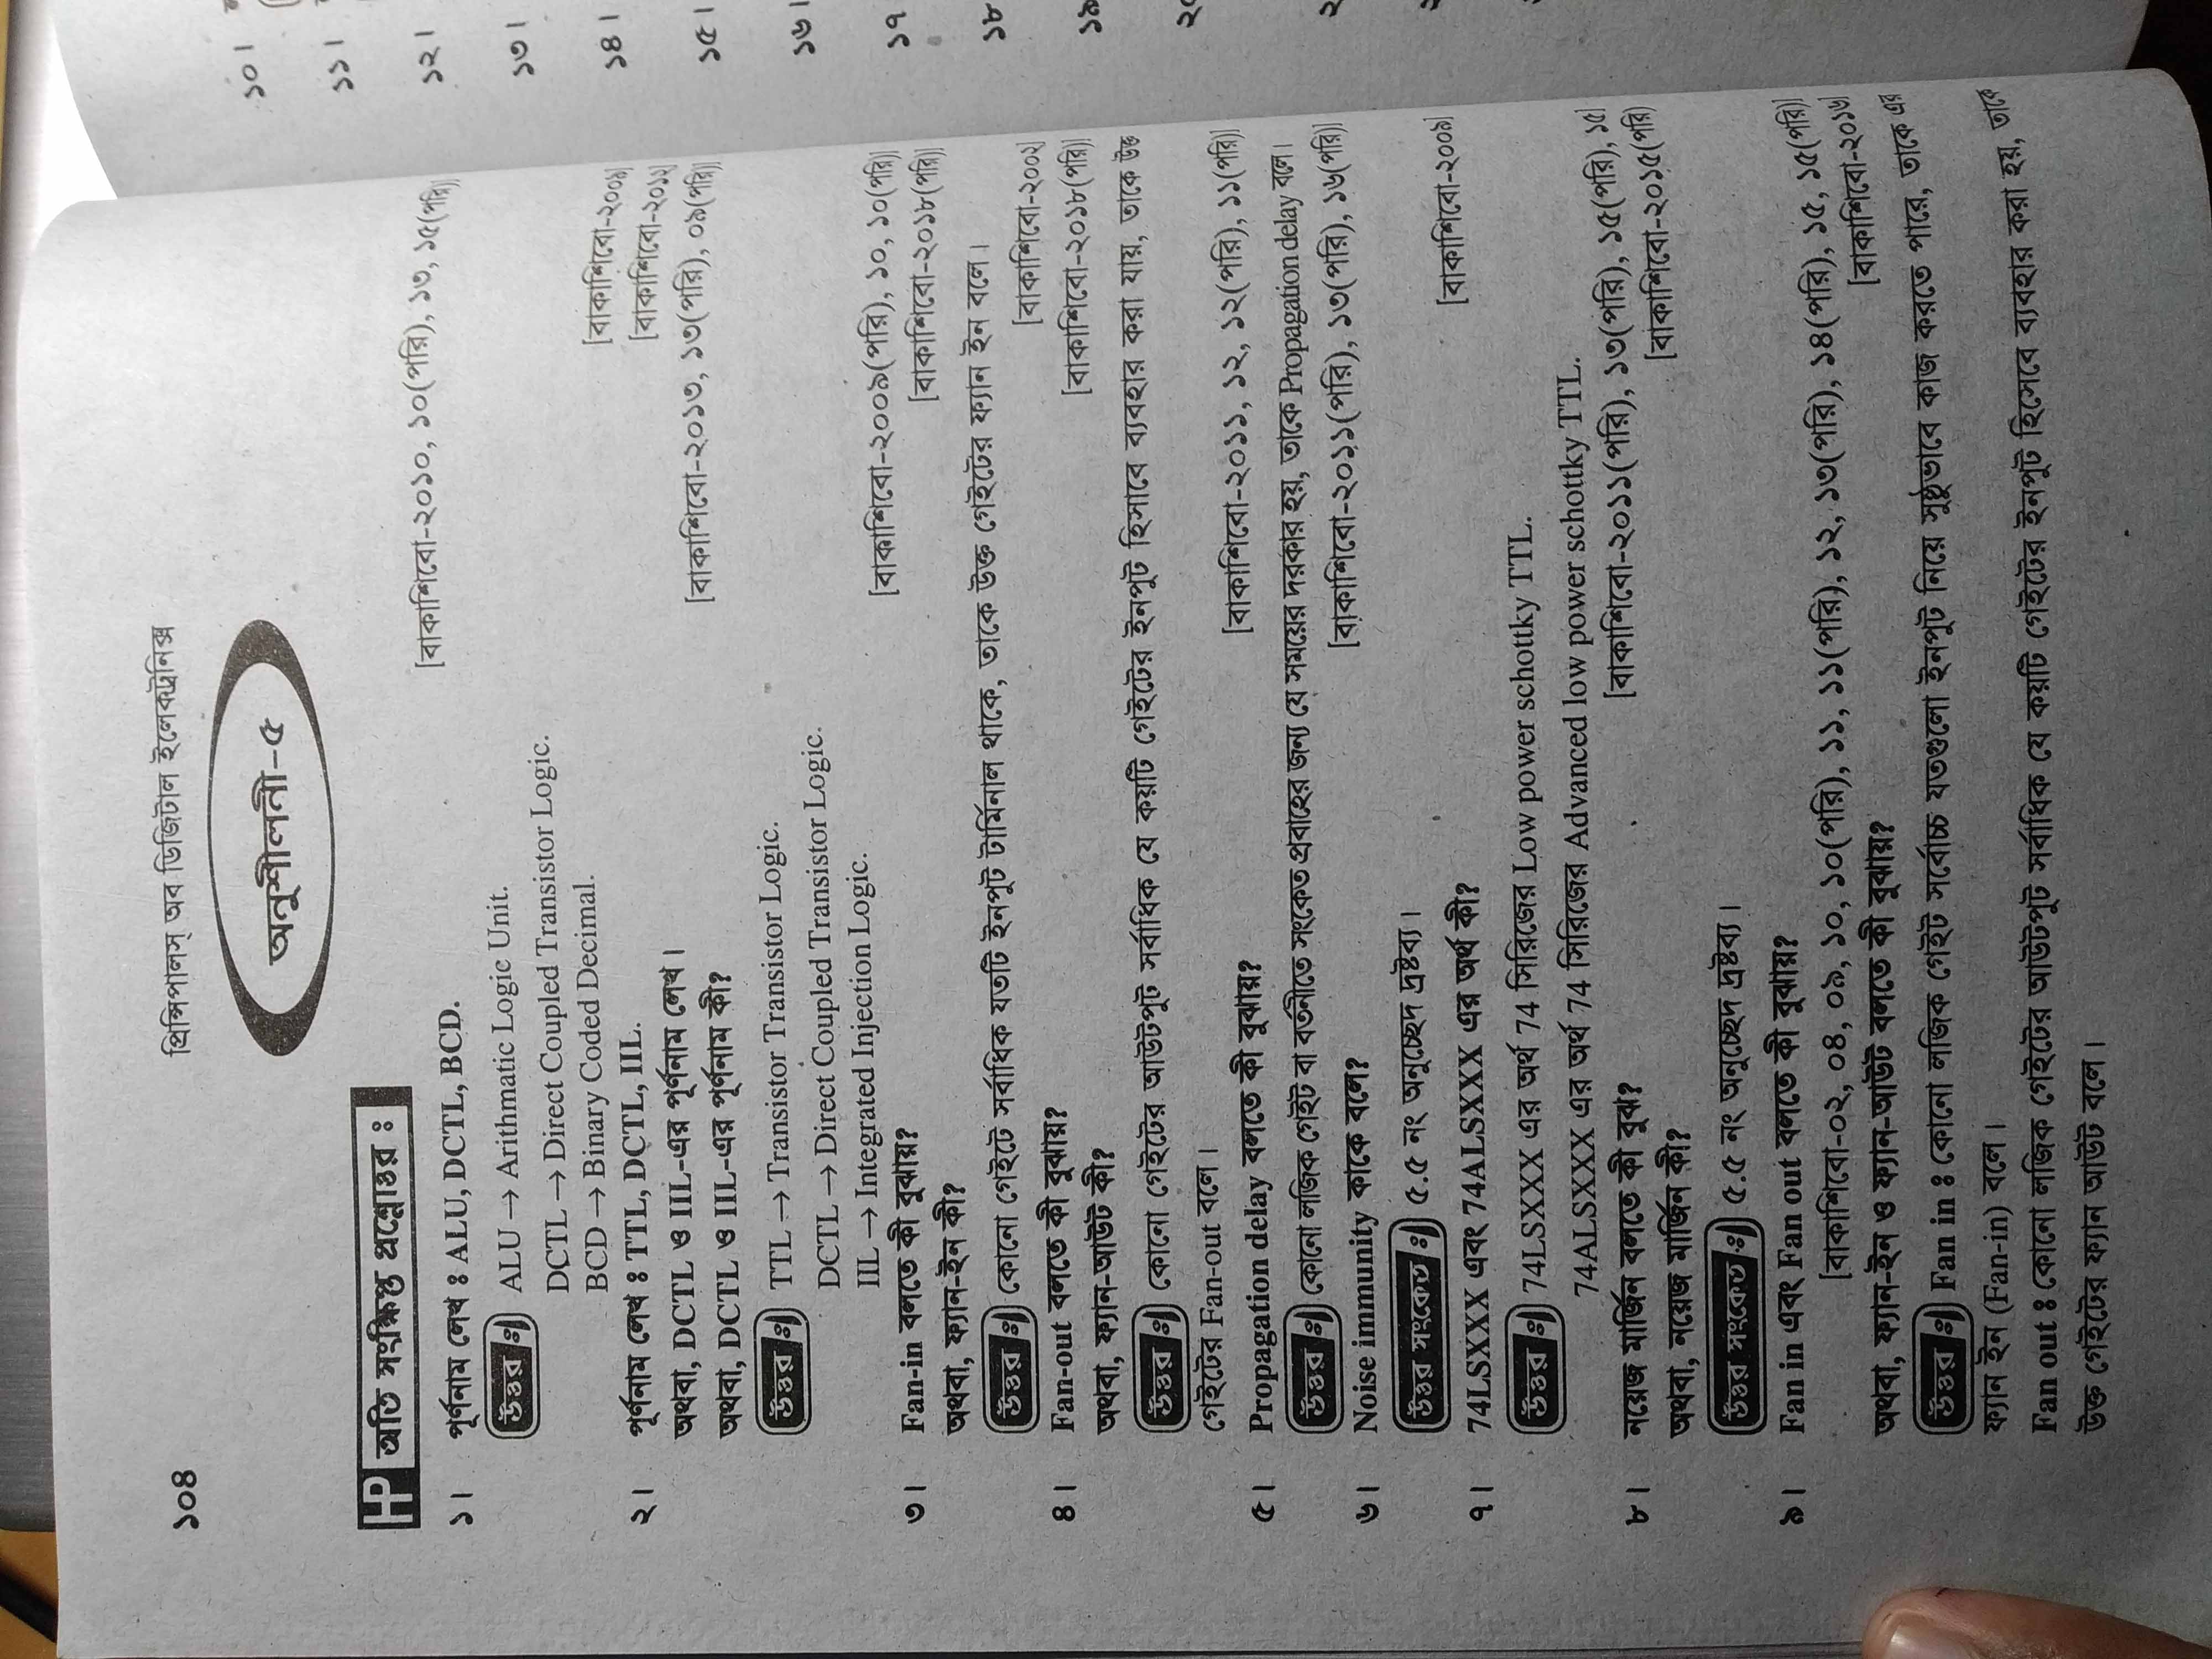 ১০৪
প্রিন্সিপালস্ অব ডিজিটাল ইলেকট্রনিক্স
অনুশীলনী-৫
HP অতি সংক্ষিপ্ত প্রশ্নোত্তর ঃ
১। পূর্ণনাম লেখ ঃ ALU, DCTL, BCD. [বাকাশিবো-২০১০, ১০(পরি), ১৩, ১৫(পরি)]
উত্তর ঃ ALU → Arithmatic Logic Unit.
DCTL → Direct Coupled Transistor Logic.
BCD → Binary Coded Decimal.
২। পূর্ণনাম লেখ ঃ TTL, DCTL, IIL. [বাকাশিবো-২০০৯]
অথবা, DCTL ও IIL-এর পূর্ণনাম লেখ। [বাকাশিবো-২০১২]
অথবা, DCTL ও IIL-এর পূর্ণনাম কী? [বাকাশিবো-২০১৩, ১৩(পরি), ০৯(পরি)]
উত্তর ঃ TTL → Transistor Transistor Logic.
DCTL → Direct Coupled Transistor Logic.
IIL → Integrated Injection Logic.
৩। Fan-in বলতে কী বুঝায়? [বাকাশিবো-২০০৯(পরি), ১০, ১০(পরি)]
অথবা, ফ্যান-ইন কী? [বাকাশিবো-২০১৮(পরি)]
উত্তর ঃ কোনো গেইটে সর্বাধিক যতটি ইনপুট টার্মিনাল থাকে, তাকে উক্ত গেইটের ফ্যান ইন বলে।
৪। Fan-out বলতে কী বুঝায়? [বাকাশিবো-২০০২]
অথবা, ফ্যান-আউট কী? [বাকাশিবো-২০১৮(পরি)]
উত্তর ঃ কোনো গেইটের আউটপুট সর্বাধিক যে কয়টি গেইটের ইনপুট হিসাবে ব্যবহার করা যায়, তাকে উক্ত
গেইটের Fan-out বলে।
৫। Propagation delay বলতে কী বুঝায়? [বাকাশিবো-২০১১, ১২, ১২(পরি), ১১(পরি)]
উত্তর ঃ কোনো লজিক গেইট বা বর্তনীতে সংকেত প্রবাহের জন্য যে সময়ের দরকার হয়, তাকে Propagation delay বলে।
৬। Noise immunity কাকে বলে? [বাকাশিবো-২০১১(পরি), ১৩(পরি), ১৬(পরি)]
উত্তর সংকেত ঃ ৫.৫ নং অনুচ্ছেদ দ্রষ্টব্য।
৭। 74LSXXX এবং 74ALSXXX এর অর্থ কী? [বাকাশিবো-২০০৯]
উত্তর ঃ 74LSXXX এর অর্থ 74 সিরিজের Low power schottky TTL.
74ALSXXX এর অর্থ 74 সিরিজের Advanced low power schottky TTL.
৮। নয়েজ মার্জিন বলতে কী বুঝ? [বাকাশিবো-২০১১(পরি), ১৩(পরি), ১৫(পরি), ১৫]
অথবা, নয়েজ মার্জিন কী? [বাকাশিবো-২০১৫(পরি)
উত্তর সংকেত ঃ ৫.৫ নং অনুচ্ছেদ দ্রষ্টব্য।
৯। Fan in এবং Fan out বলতে কী বুঝায়?
[বাকাশিবো-০২, ০৪, ০৯, ১০, ১০(পরি), ১১, ১১(পরি), ১২, ১৩(পরি), ১৪(পরি), ১৫, ১৫(পরি)]
অথবা, ফ্যান-ইন ও ফ্যান-আউট বলতে কী বুঝায়? [বাকাশিবো-২০১৬]
উত্তর ঃ Fan in ঃ কোনো লজিক গেইট সর্বোচ্চ যতগুলো ইনপুট নিয়ে সুষ্ঠুভাবে কাজ করতে পারে, তাকে এর
ফ্যান ইন (Fan-in) বলে।
Fan out ঃ কোনো লজিক গেইটের আউটপুট সর্বাধিক যে কয়টি গেইটের ইনপুট হিসেবে ব্যবহার করা হয়, তাকে
উক্ত গেইটের ফ্যান আউট বলে।
১০।
১১।
১২।
১৩।
১৪।
১৫।
১৬।
১৭
১৮
১৯